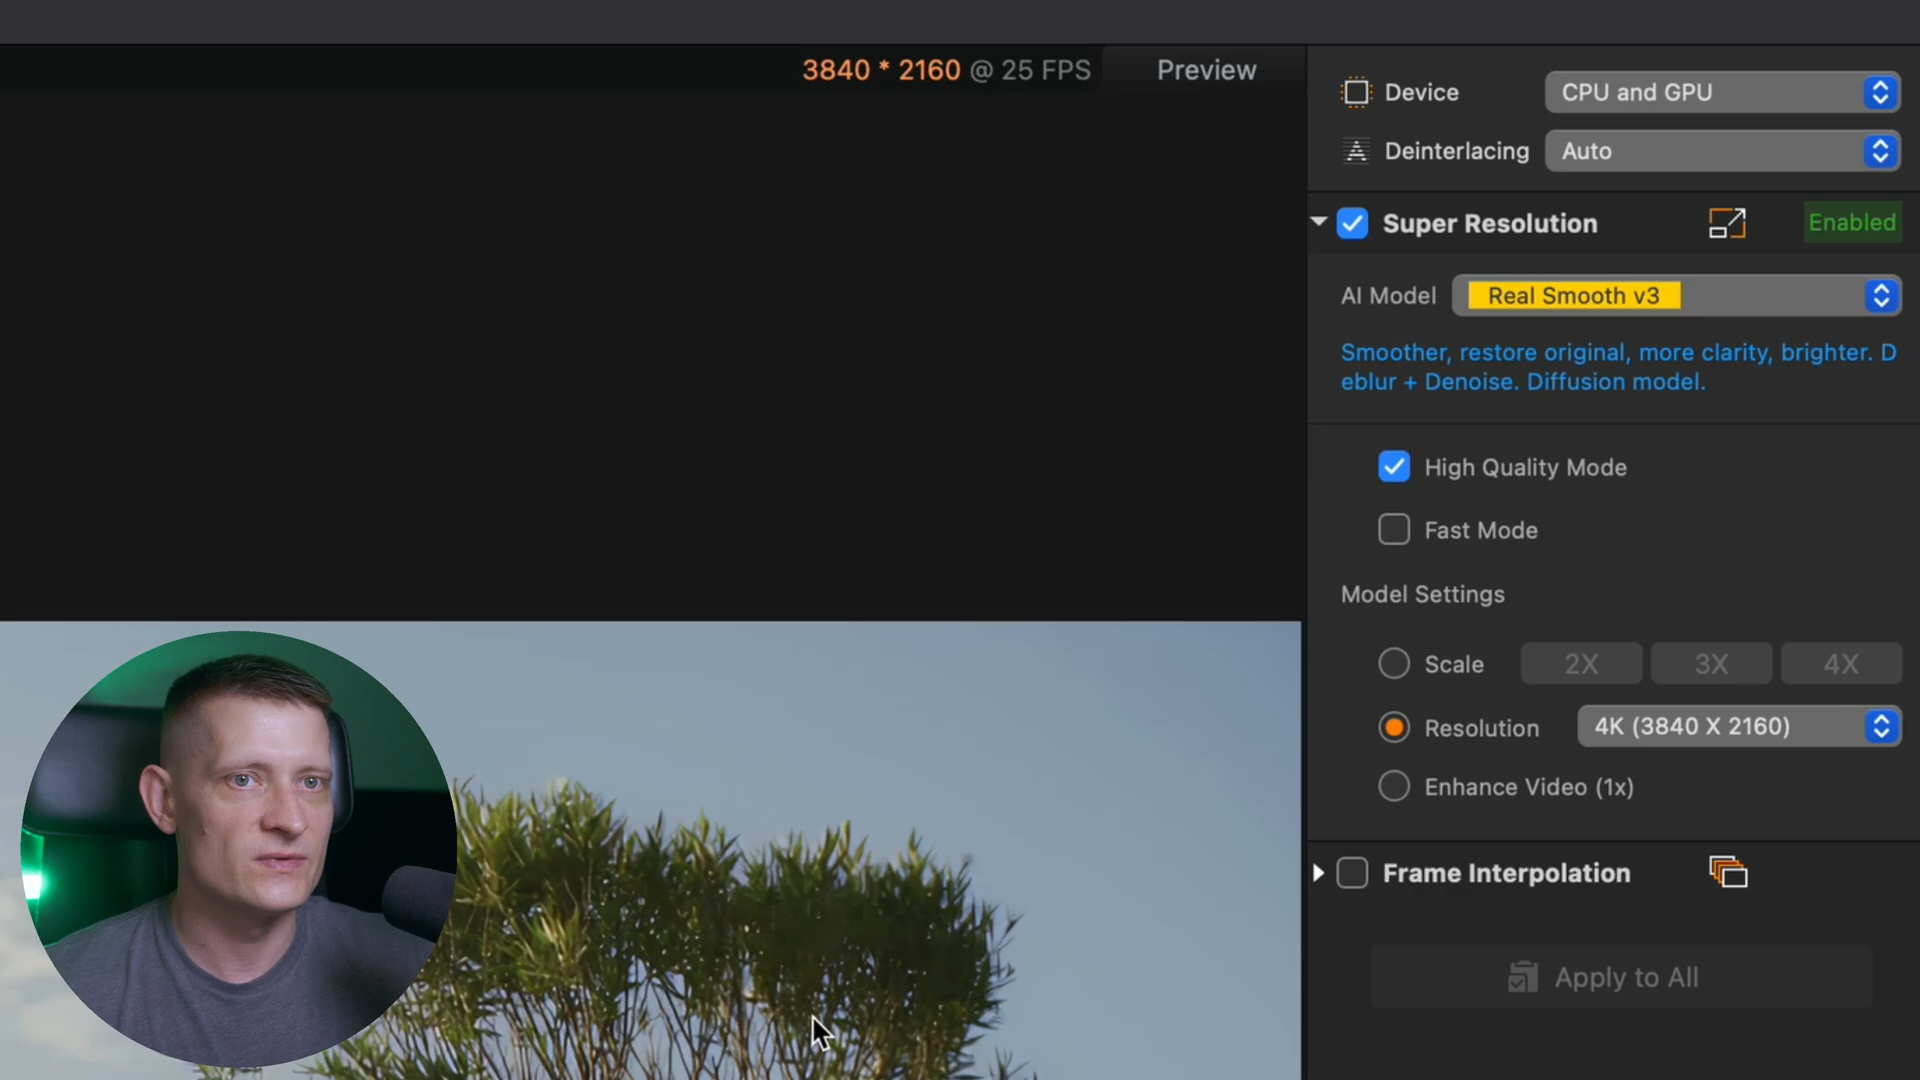 3840 * 2160 @ 25 FPS
Preview
Device
CPU and GPU
Deinterlacing
Auto
Super Resolution
Enabled
AI Model
Real Smooth v3
Smoother, restore original, more clarity, brighter. D
eblur + Denoise. Diffusion model.
High Quality Mode
Fast Mode
Model Settings
Scale
2X
3X
4X
Resolution
4K (3840 X 2160)
Enhance Video (1x)
Frame Interpolation
Apply to All